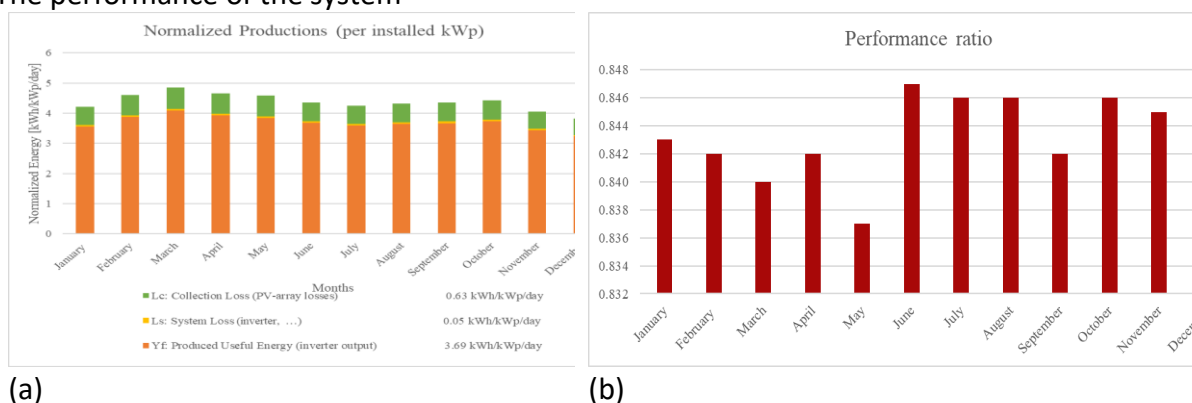 The performance of the system
Normalized Productions (per installed kWp)
Normalized Energy [kWh/kWp/day]
6
5
4
3
2
1
0
January
February
March
April
May
June
July
August
September
October
November
Decem
Months
Lc: Collection Loss (PV-array losses) 0.63 kWh/kWp/day
Ls: System Loss (inverter, ...) 0.05 kWh/kWp/day
Yf: Produced Useful Energy (inverter output) 3.69 kWh/kWp/day
(a)
Performance ratio
0.848
0.846
0.844
0.842
0.840
0.838
0.836
0.834
0.832
January
February
March
April
May
June
July
August
September
October
November
Decem
(b)